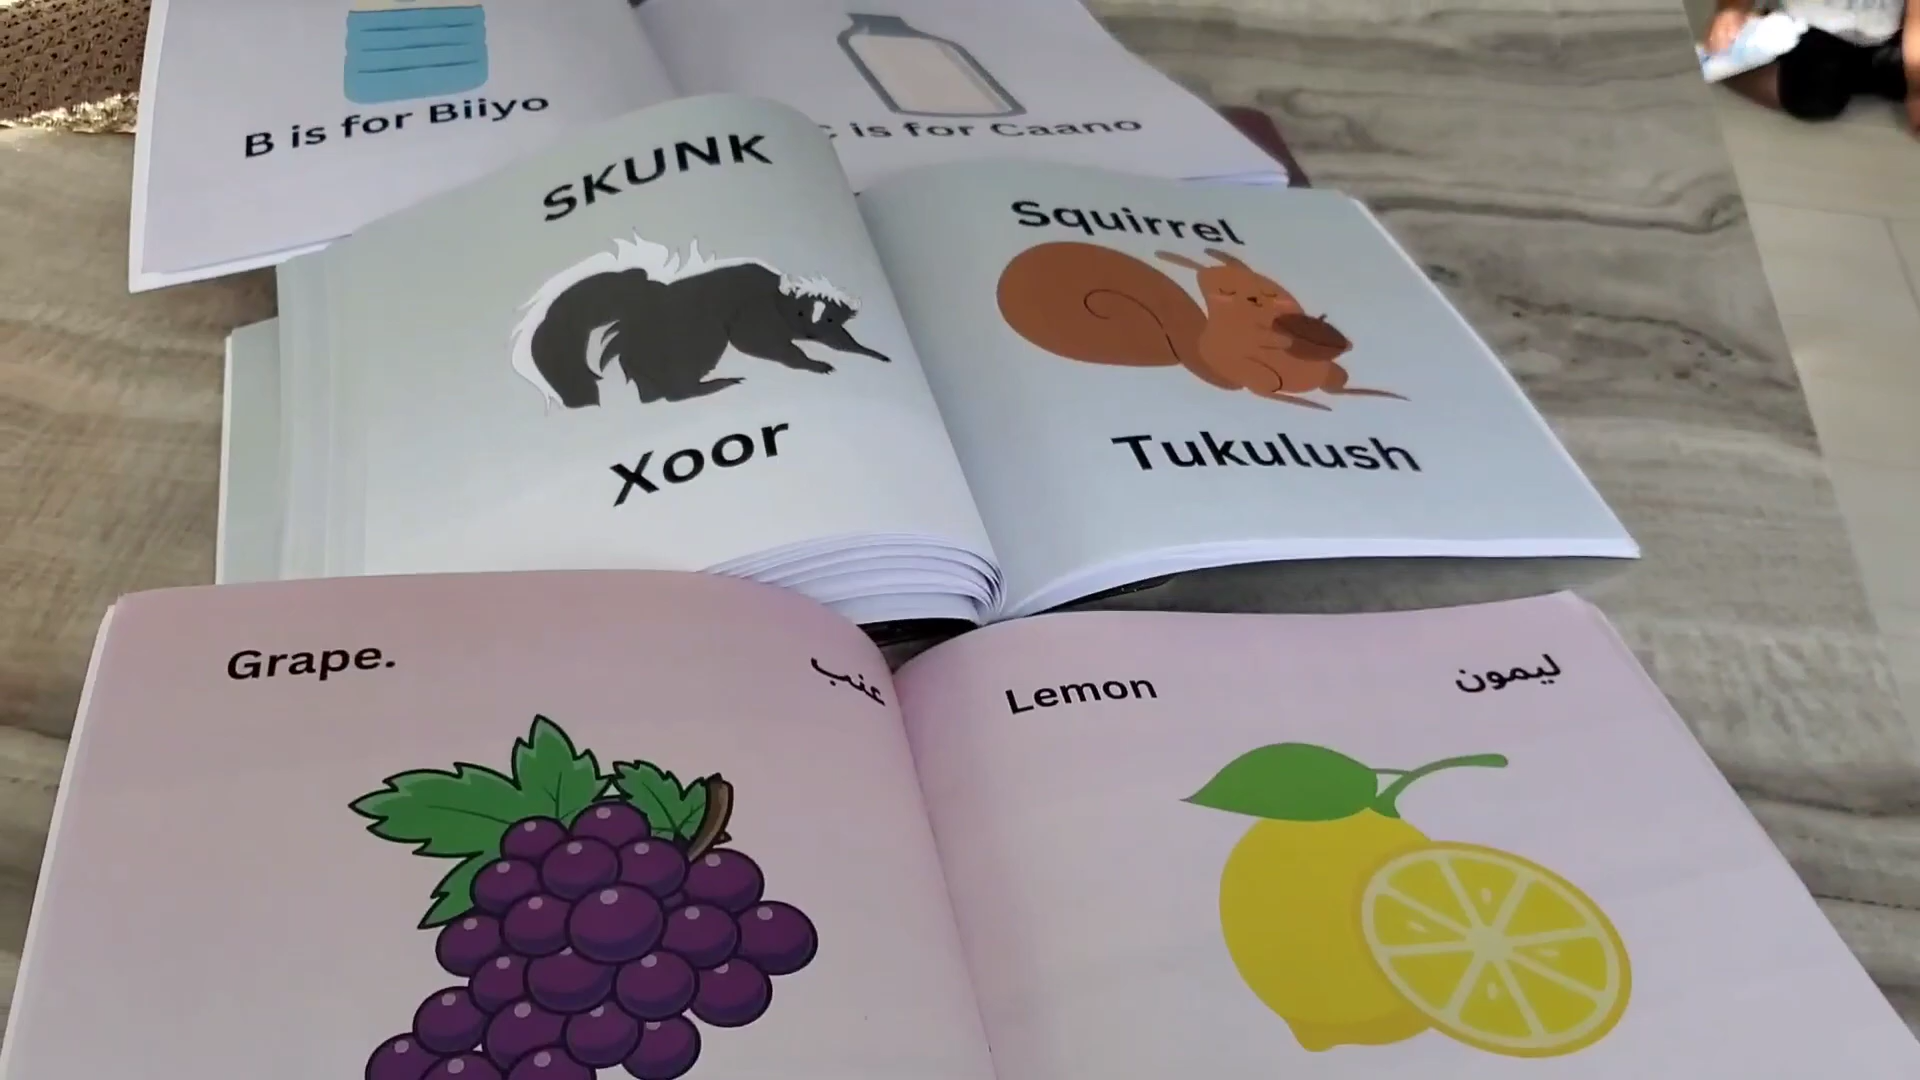 B is for Biiyo
C is for Caano
SKUNK
Xoor
Squirrel
Tukulush
Grape.
عنب
Lemon
ليمون